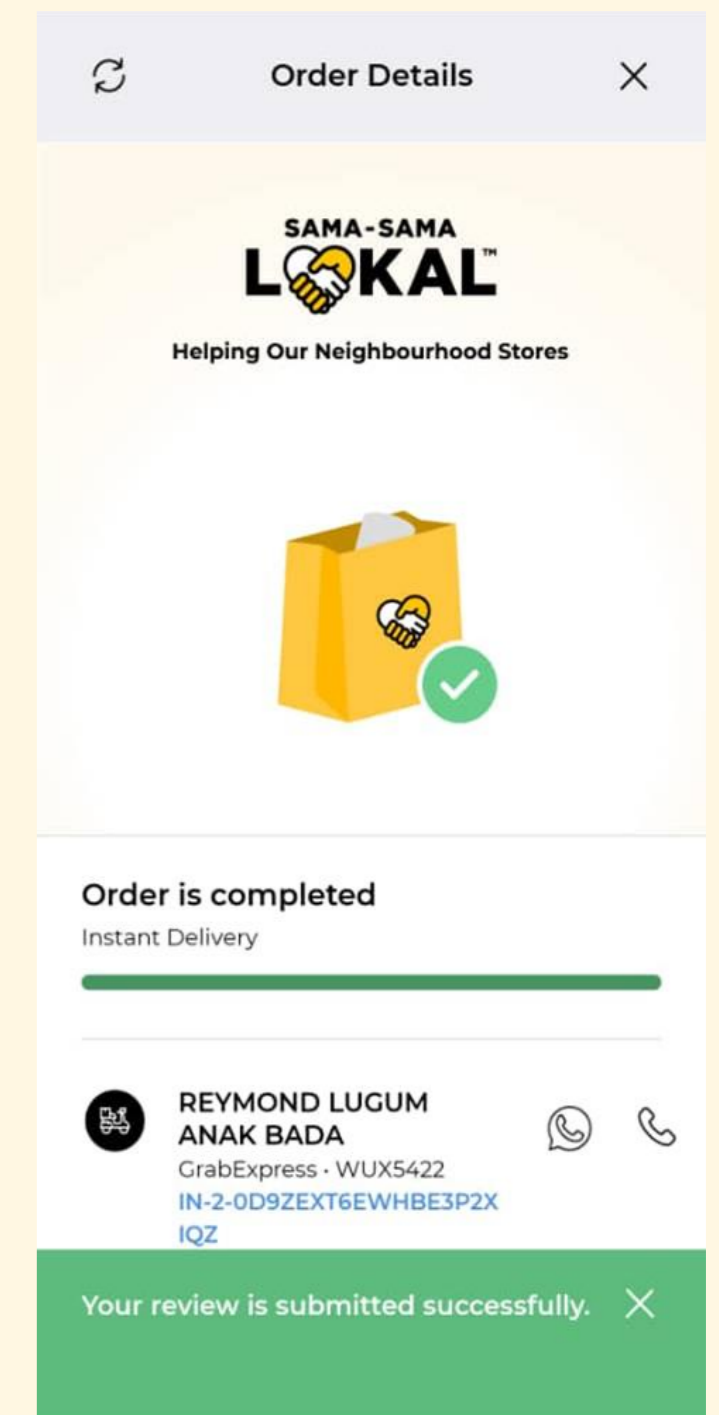 Order Details
SAMA-SAMA
LOKAL™
Helping Our Neighbourhood Stores
Order is completed
Instant Delivery
REYMOND LUGUM
ANAK BADA
GrabExpress · WUX5422
IN-2-0D9ZEXT6EWHBE3P2X
IQZ
Your review is submitted successfully.